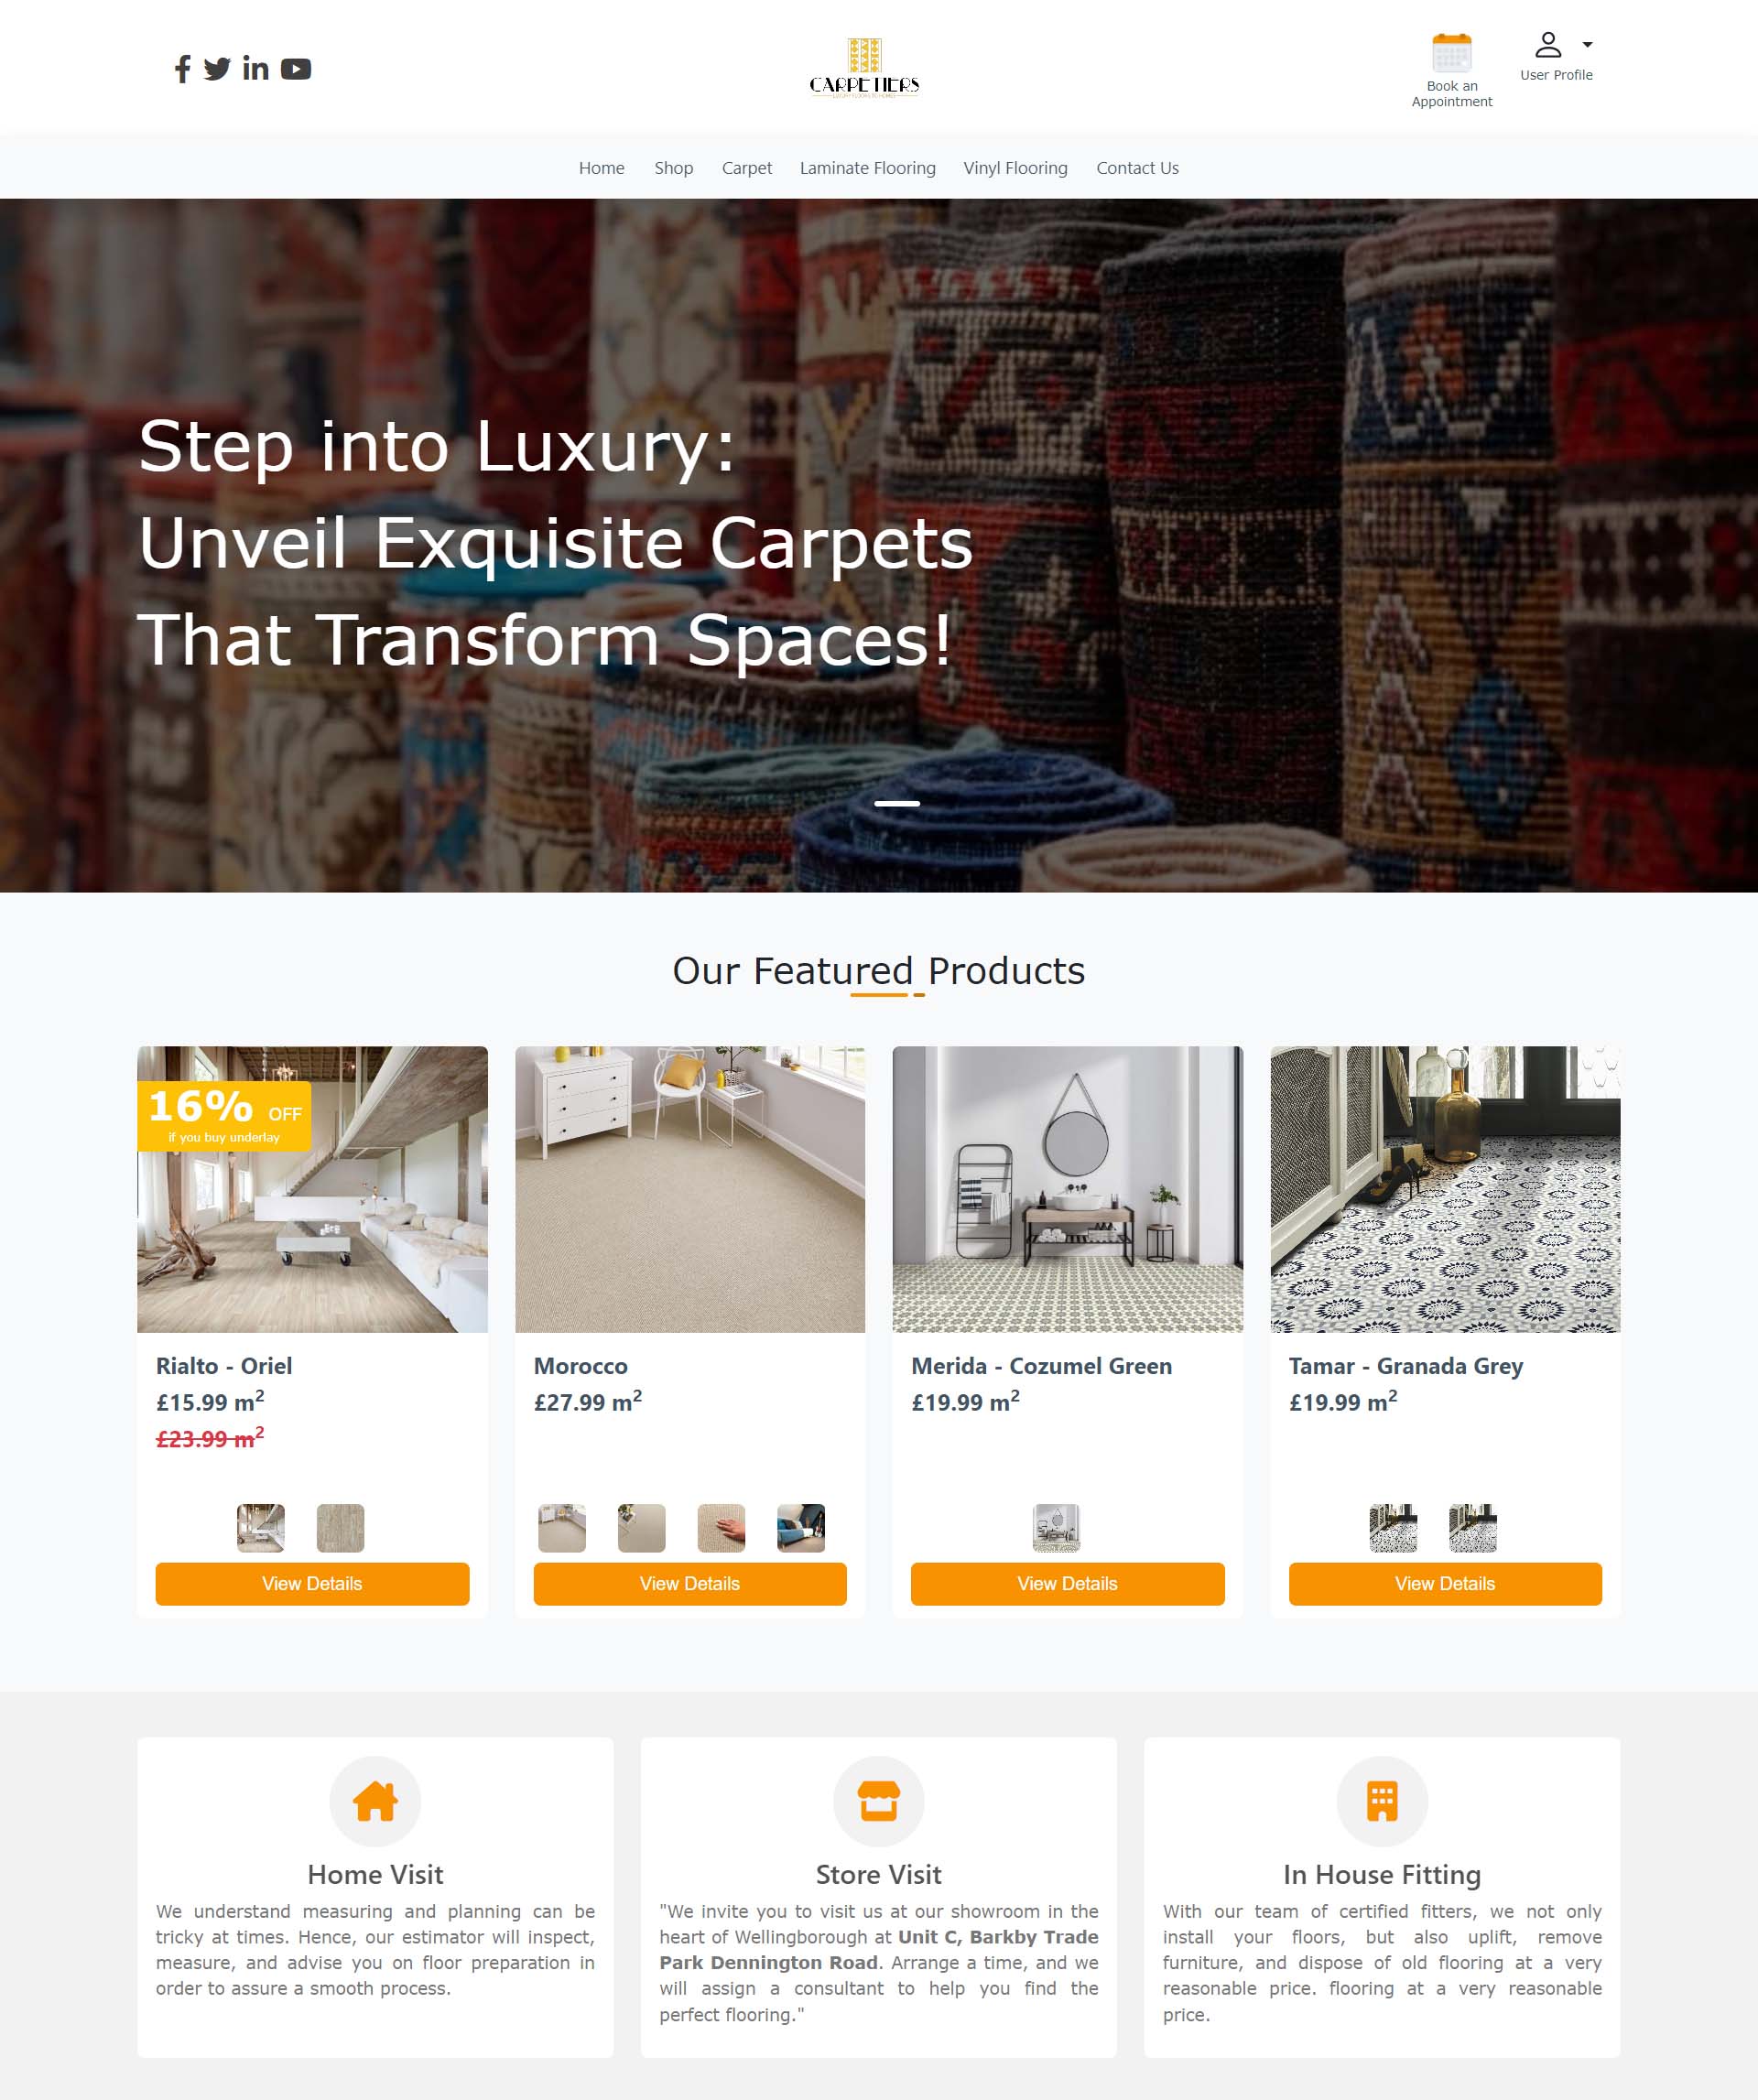 CARPETIERS
Book an
Appointment
User Profile
Home Shop Carpet Laminate Flooring Vinyl Flooring Contact Us
Step into Luxury:
Unveil Exquisite Carpets
That Transform Spaces!
Our Featured Products
16% OFF
if you buy underlay
Rialto - Oriel
£15.99 m²
£23.99 m²
View Details
Morocco
£27.99 m²
View Details
Merida - Cozumel Green
£19.99 m²
View Details
Tamar - Granada Grey
£19.99 m²
View Details
Home Visit
We understand measuring and planning can be
tricky at times. Hence, our estimator will inspect,
measure, and advise you on floor preparation in
order to assure a smooth process.
Store Visit
"We invite you to visit us at our showroom in the
heart of Wellingborough at Unit C, Barkby Trade
Park Dennington Road. Arrange a time, and we
will assign a consultant to help you find the
perfect flooring."
In House Fitting
With our team of certified fitters, we not only
install your floors, but also uplift, remove
furniture, and dispose of old flooring at a very
reasonable price. flooring at a very reasonable
price.